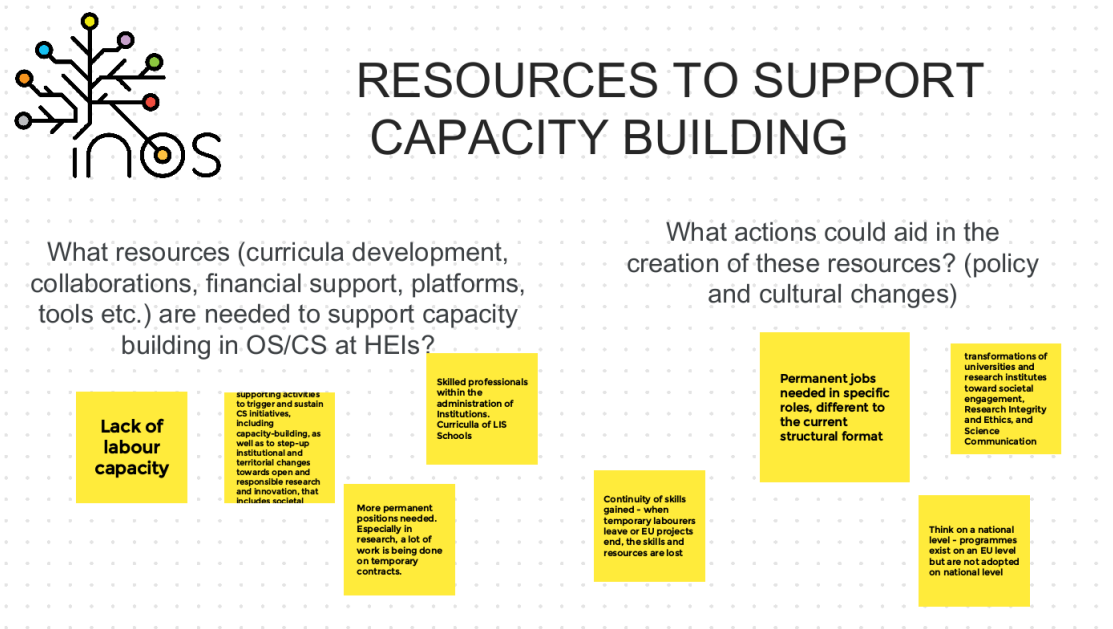 inos
RESOURCES TO SUPPORT
CAPACITY BUILDING
What resources (curricula development,
collaborations, financial support, platforms,
tools etc.) are needed to support capacity
building in OS/CS at HEIs?
Lack of
labour
capacity
supporting activities
to trigger and sustain
CS initiatives,
including
capacity-building, as
well as to step-up
institutional and
territorial changes
towards open and
responsible research
and innovation, that
includes societal
More permanent
positions needed.
Especially in
research, a lot of
work is being done
on temporary
contracts.
Skilled professionals
within the
administration of
Institutions.
Curriculla of LIS
Schools
What actions could aid in the
creation of these resources? (policy
and cultural changes)
Continuity of skills
gained - when
temporary labourers
leave or EU projects
end, the skills and
resources are lost
Permanent jobs
needed in specific
roles, different to
the current
structural format
transformations of
universities and
research institutes
toward societal
engagement,
Research Integrity
and Ethics, and
Science
Communication
Think on a national
level - programmes
exist on an EU level
but are not adopted
on national level